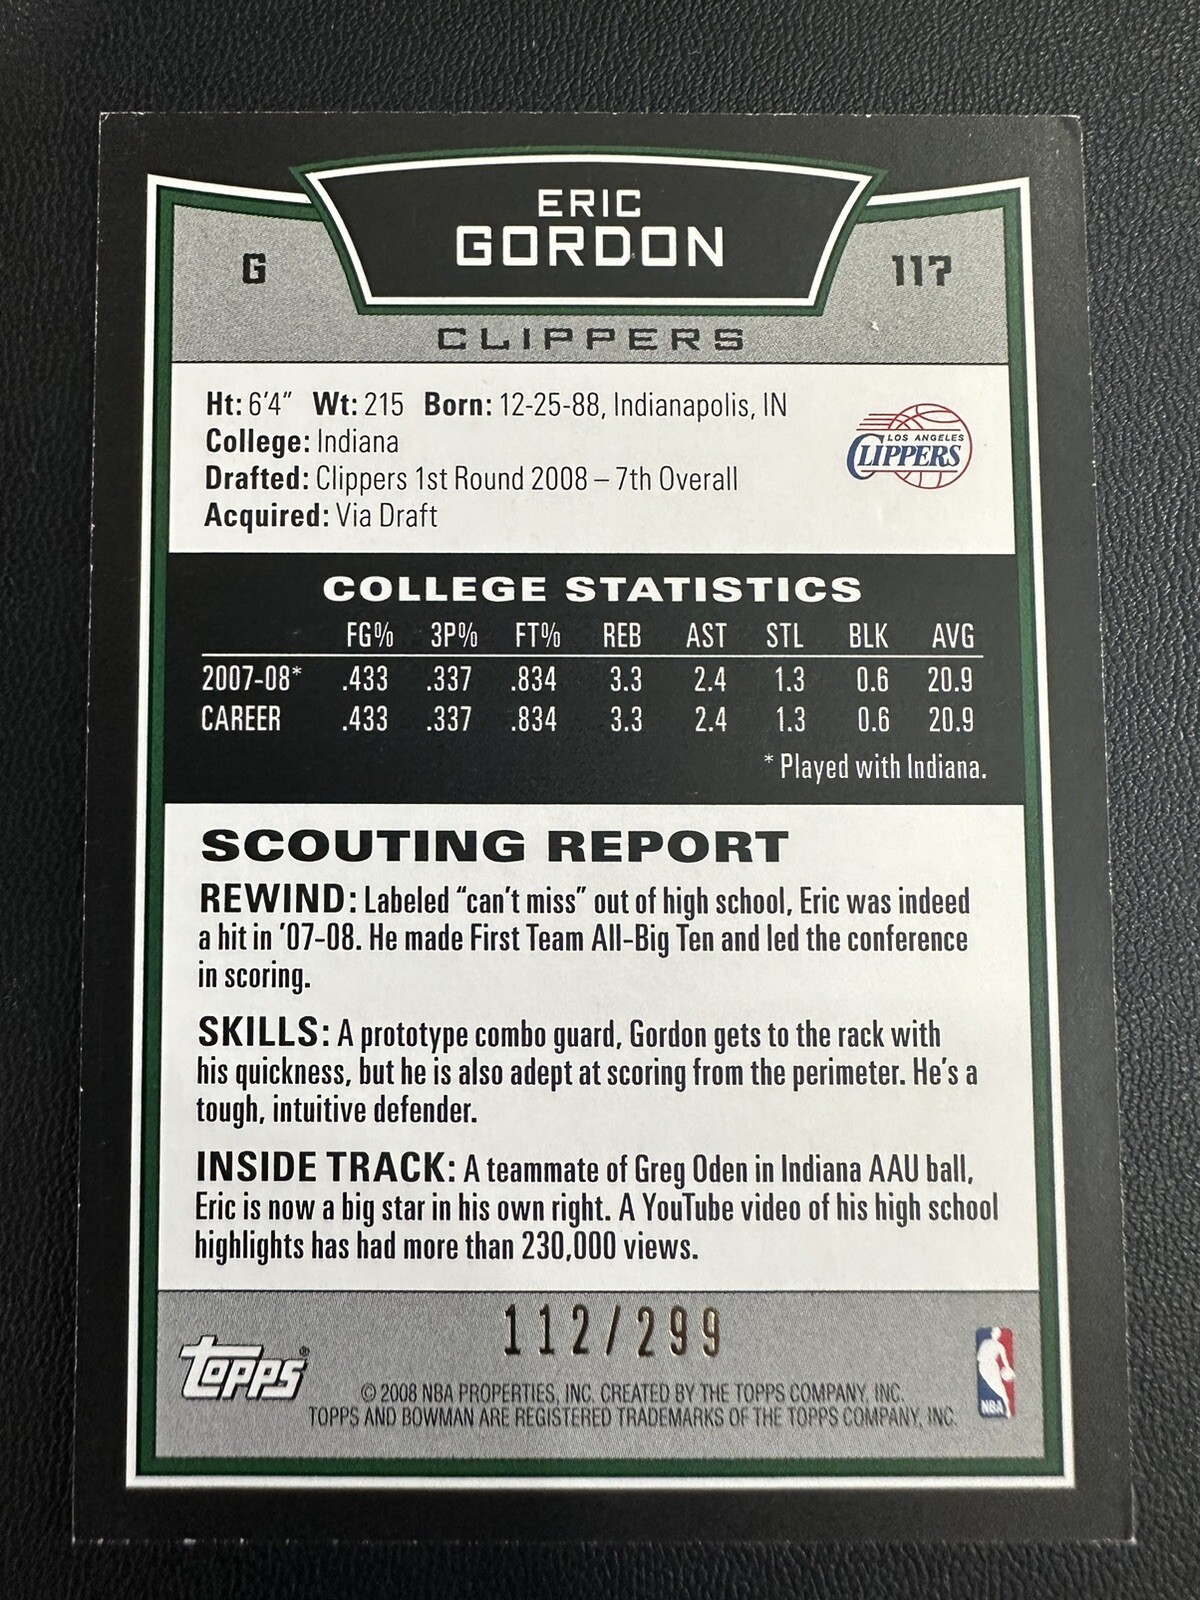 ERIC
GORDON
G
117
CLIPPERS
Ht: 6'4" Wt: 215 Born: 12-25-88, Indianapolis, IN
College: Indiana
Drafted: Clippers 1st Round 2008 – 7th Overall
Acquired: Via Draft
LOS ANGELES
CLIPPERS
COLLEGE STATISTICS
FG% 3P% FT% REB AST STL BLK AVG
2007-08* .433 .337 .834 3.3 2.4 1.3 0.6 20.9
CAREER .433 .337 .834 3.3 2.4 1.3 0.6 20.9
* Played with Indiana.
SCOUTING REPORT
REWIND: Labeled "can't miss" out of high school, Eric was indeed
a hit in '07-08. He made First Team All-Big Ten and led the conference
in scoring.
SKILLS: A prototype combo guard, Gordon gets to the rack with
his quickness, but he is also adept at scoring from the perimeter. He's a
tough, intuitive defender.
INSIDE TRACK: A teammate of Greg Oden in Indiana AAU ball,
Eric is now a big star in his own right. A YouTube video of his high school
highlights has had more than 230,000 views.
112/299
Topps®
© 2008 NBA PROPERTIES, INC. CREATED BY THE TOPPS COMPANY, INC.
TOPPS AND BOWMAN ARE REGISTERED TRADEMARKS OF THE TOPPS COMPANY, INC.
NBA